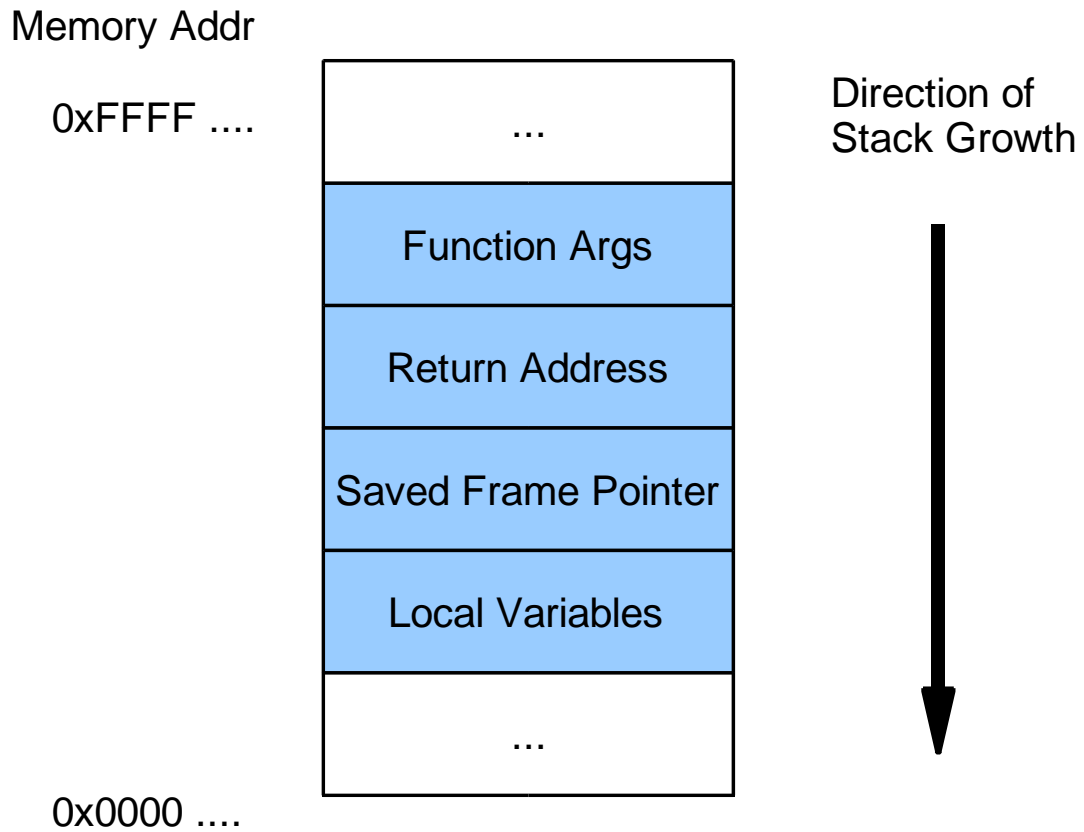 Memory Addr
0xFFFF ....
...
Direction of
Stack Growth
Function Args
Return Address
Saved Frame Pointer
Local Variables
...
0x0000 ....